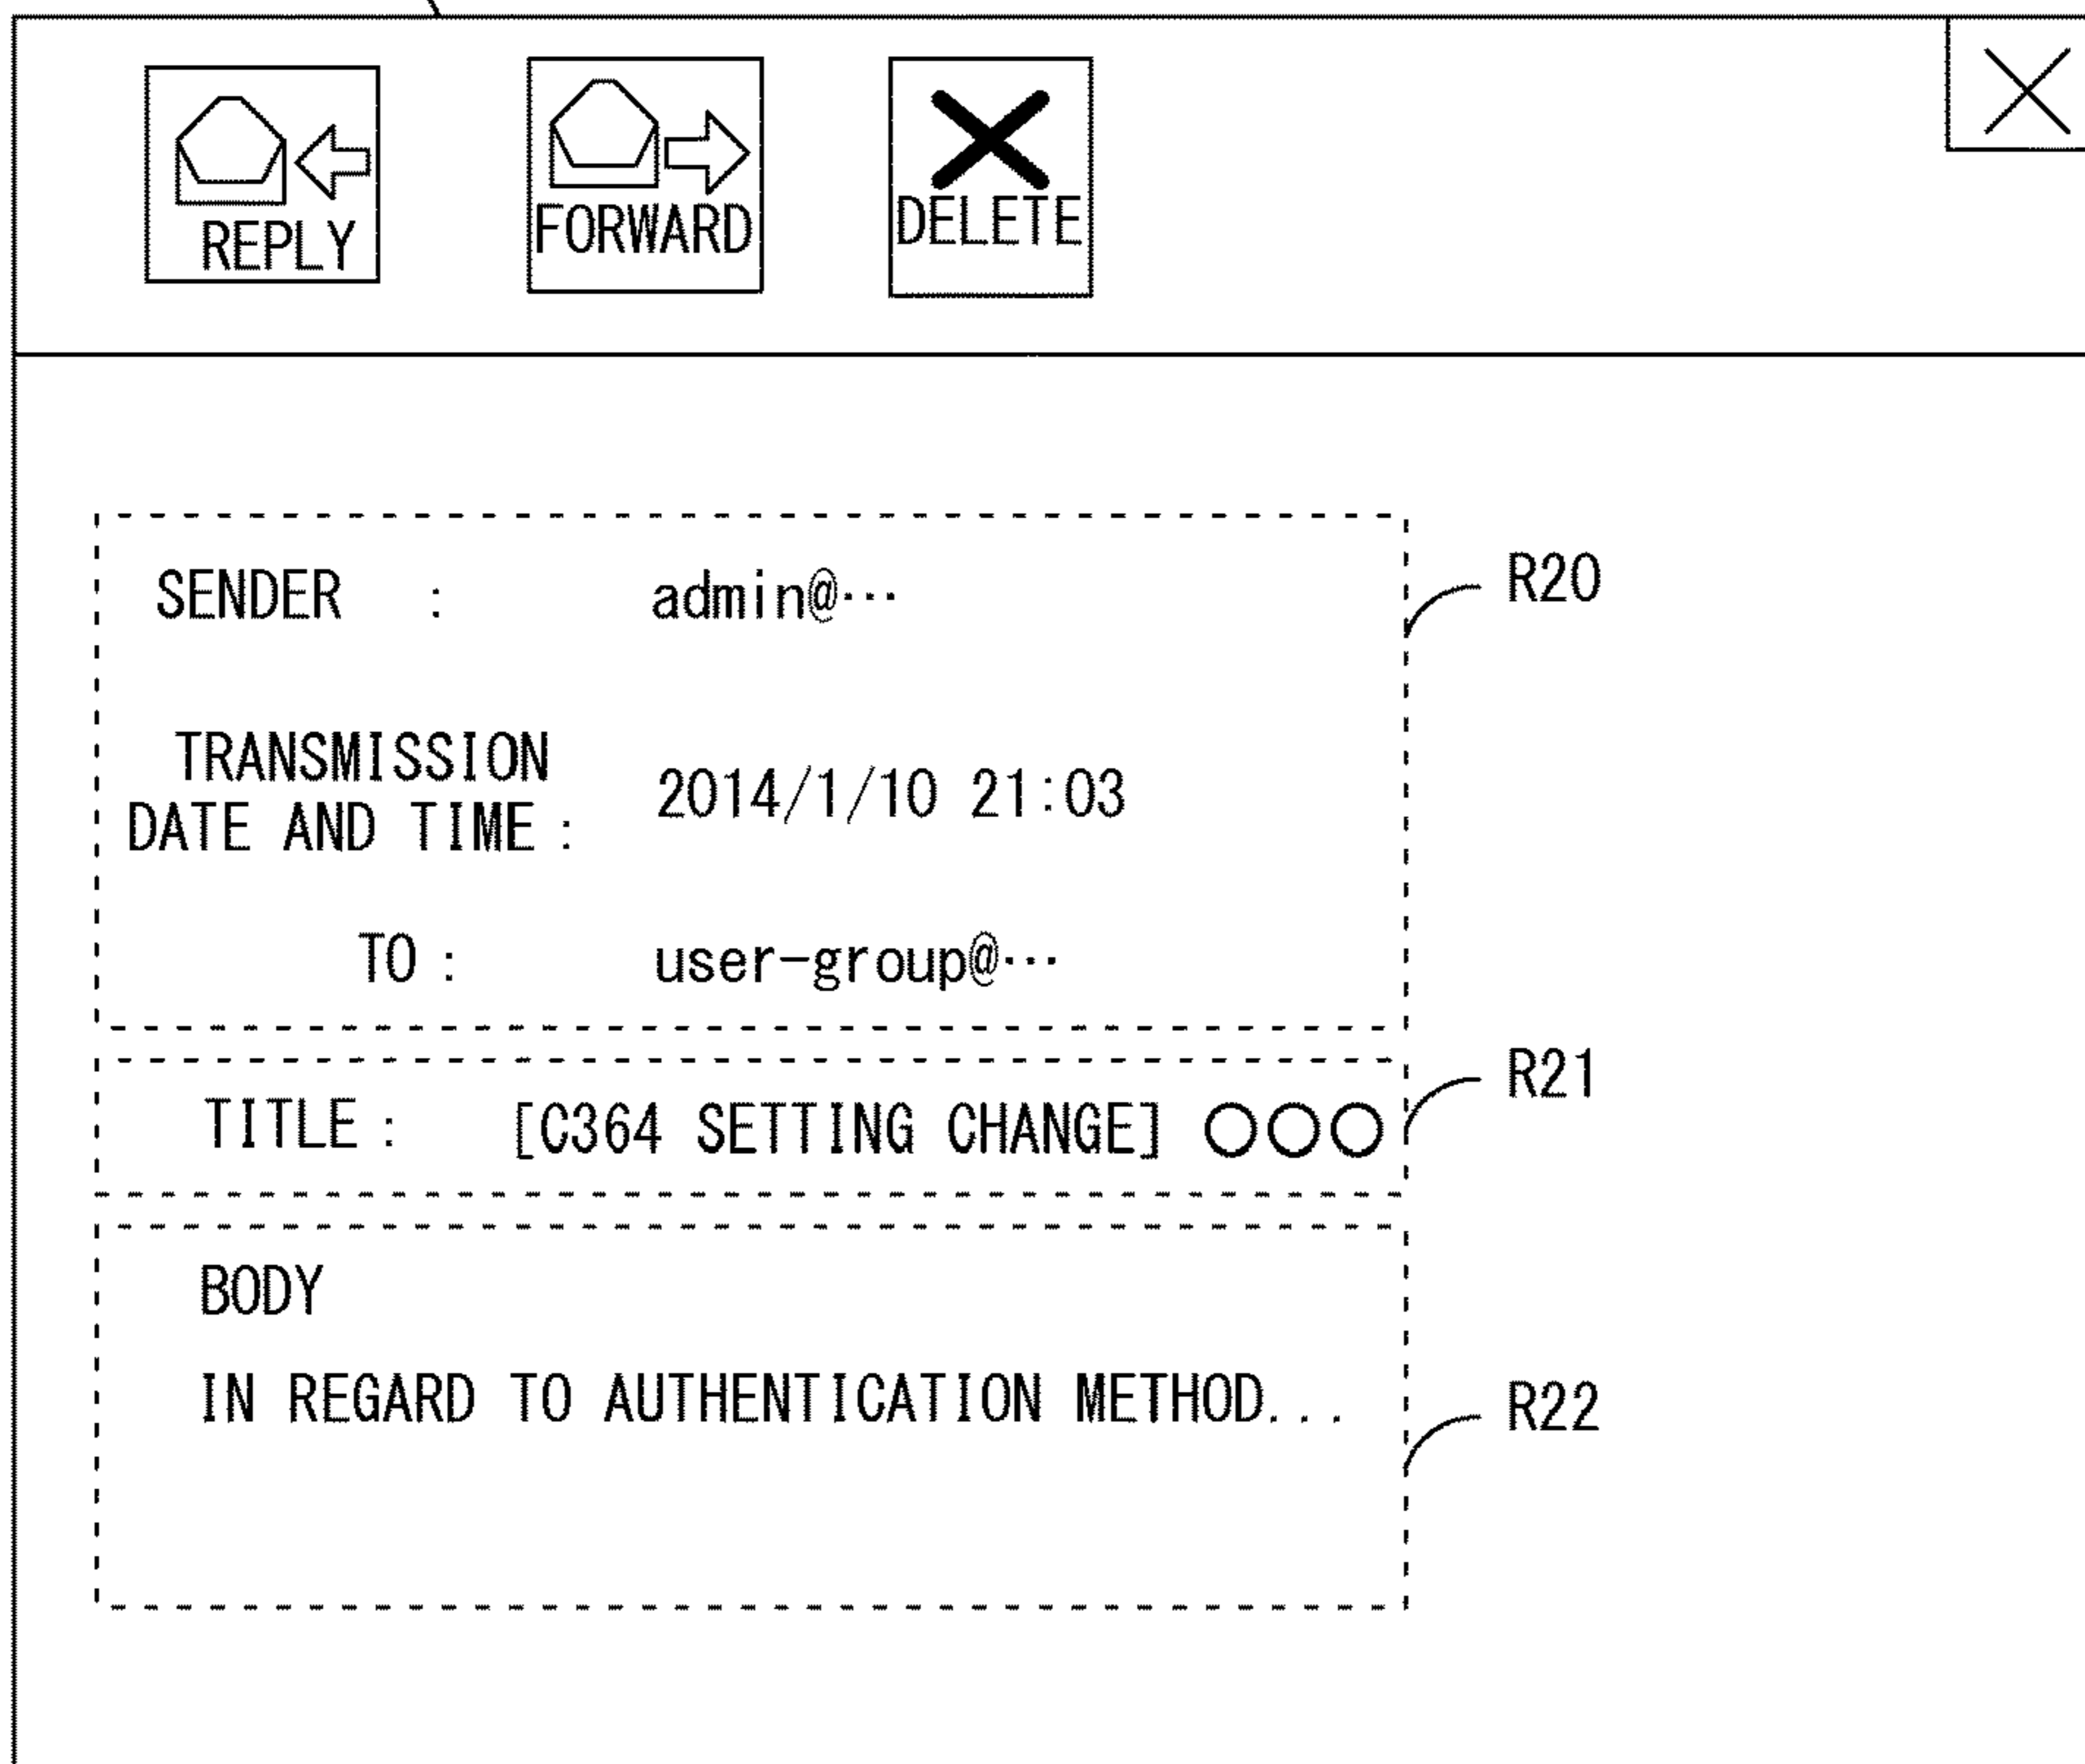 REPLY FORWARD DELETE
SENDER : admin@··· R20
TRANSMISSION
DATE AND TIME : 2014/1/10 21:03
TO : user-group@···
TITLE : [C364 SETTING CHANGE] ○○○ R21
BODY
IN REGARD TO AUTHENTICATION METHOD... R22